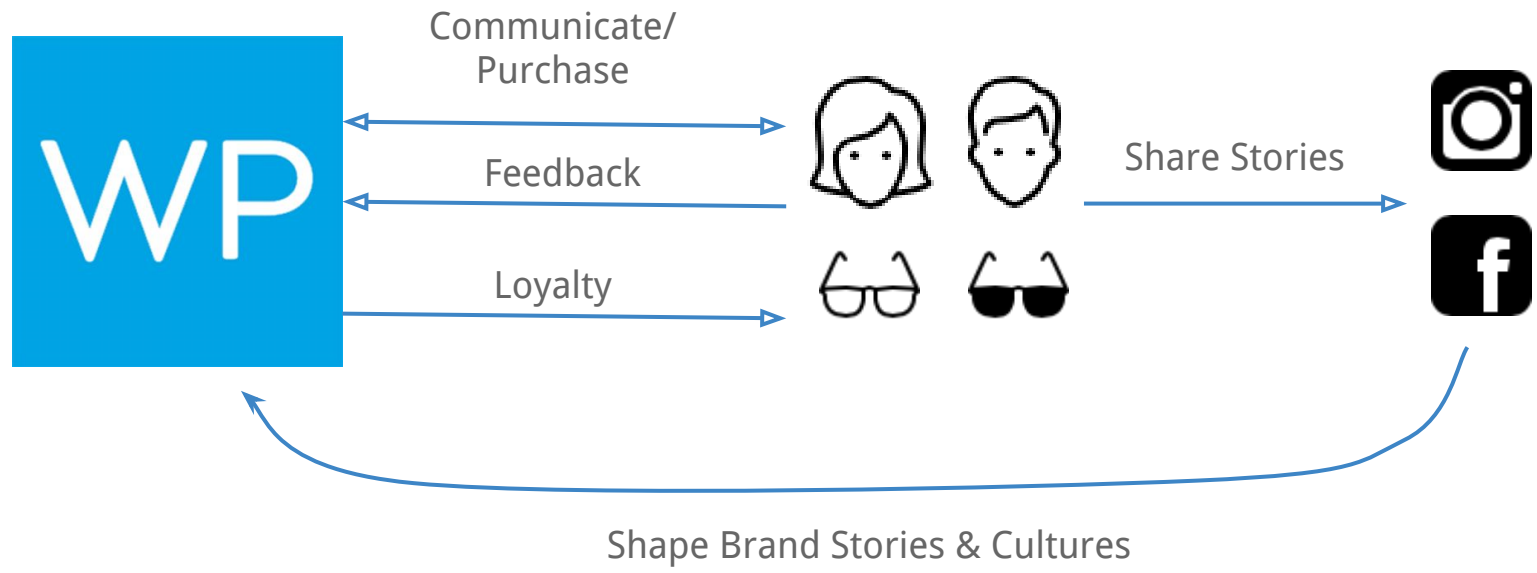 Communicate/
Purchase
WP
Feedback
Share Stories
Loyalty
f
Shape Brand Stories & Cultures